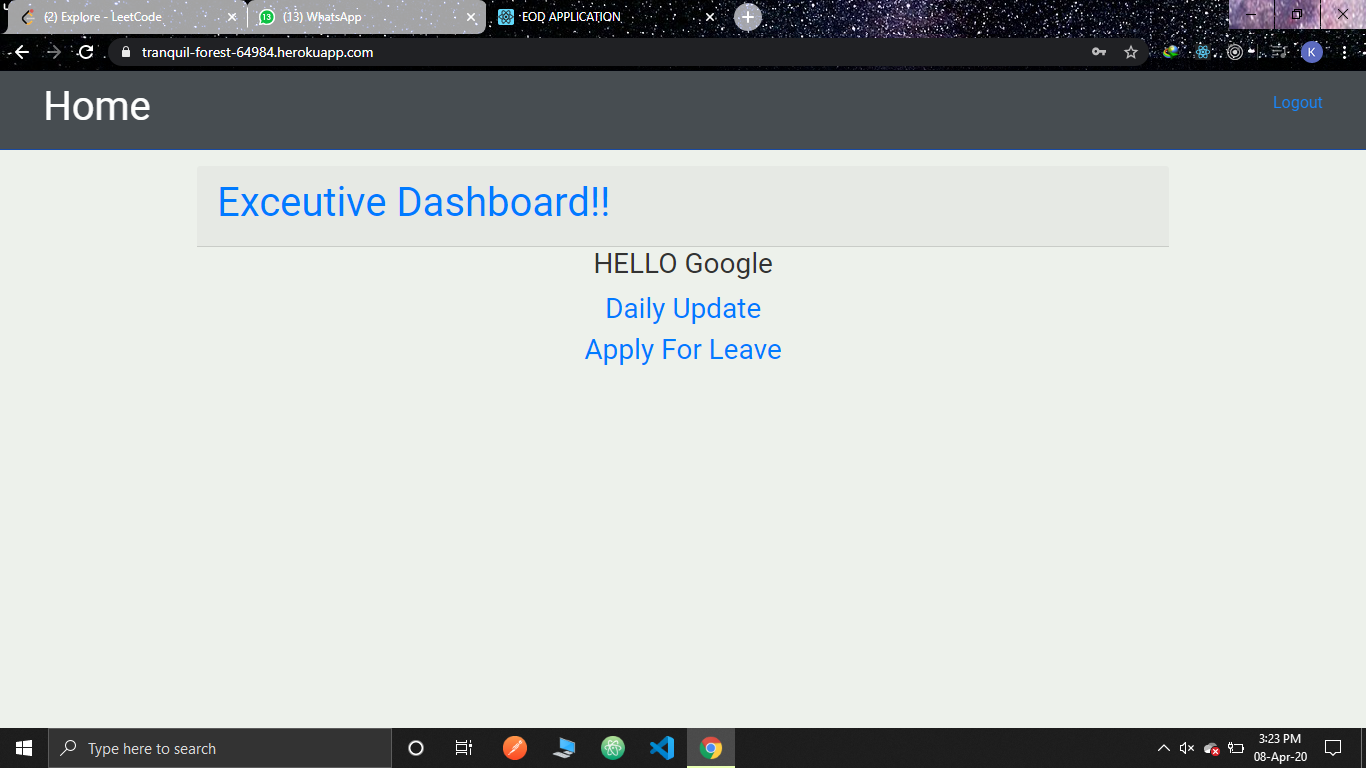 (2) Explore - LeetCode
13
(13) WhatsApp
EOD APPLICATION
tranquil-forest-64984.herokuapp.com
K
Home
Logout
Exceutive Dashboard!!
HELLO Google
Daily Update
Apply For Leave
Type here to search
3:23 PM
08-Apr-20